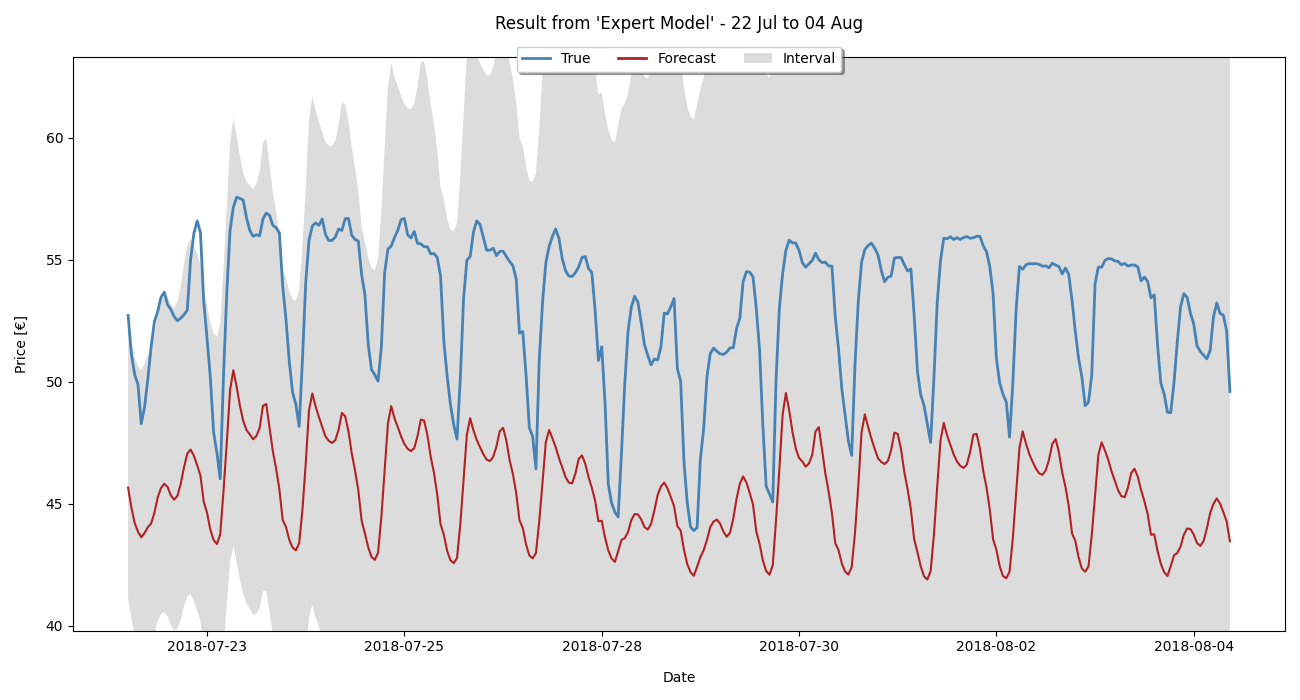 Result from 'Expert Model' - 22 Jul to 04 Aug
True
Forecast
Interval
Price [€]
60
55
50
45
40
2018-07-23
2018-07-25
2018-07-28
2018-07-30
2018-08-02
2018-08-04
Date